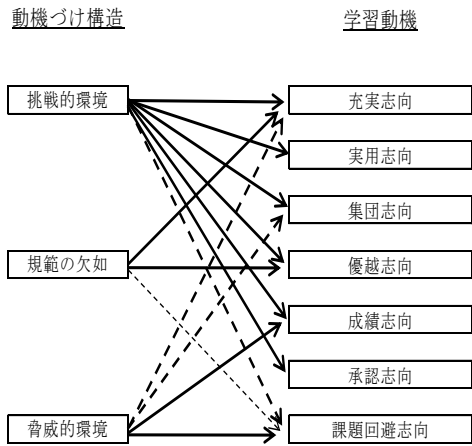 動機づけ構造
学習動機
挑戦的環境
充実志向
実用志向
集団志向
規範の欠如
優越志向
成績志向
承認志向
脅威的環境
課題回避志向